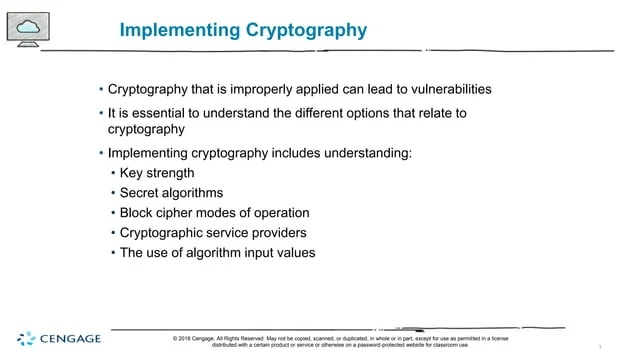 Implementing Cryptography
• Cryptography that is improperly applied can lead to vulnerabilities
• It is essential to understand the different options that relate to
cryptography
• Implementing cryptography includes understanding:
• Key strength
• Secret algorithms
• Block cipher modes of operation
• Cryptographic service providers
• The use of algorithm input values
CENGAGE
© 2018 Cengage. All Rights Reserved. May not be copied, scanned, or duplicated, in whole or in part, except for use as permitted in a license
distributed with a certain product or service or otherwise on a password-protected website for classroom use.